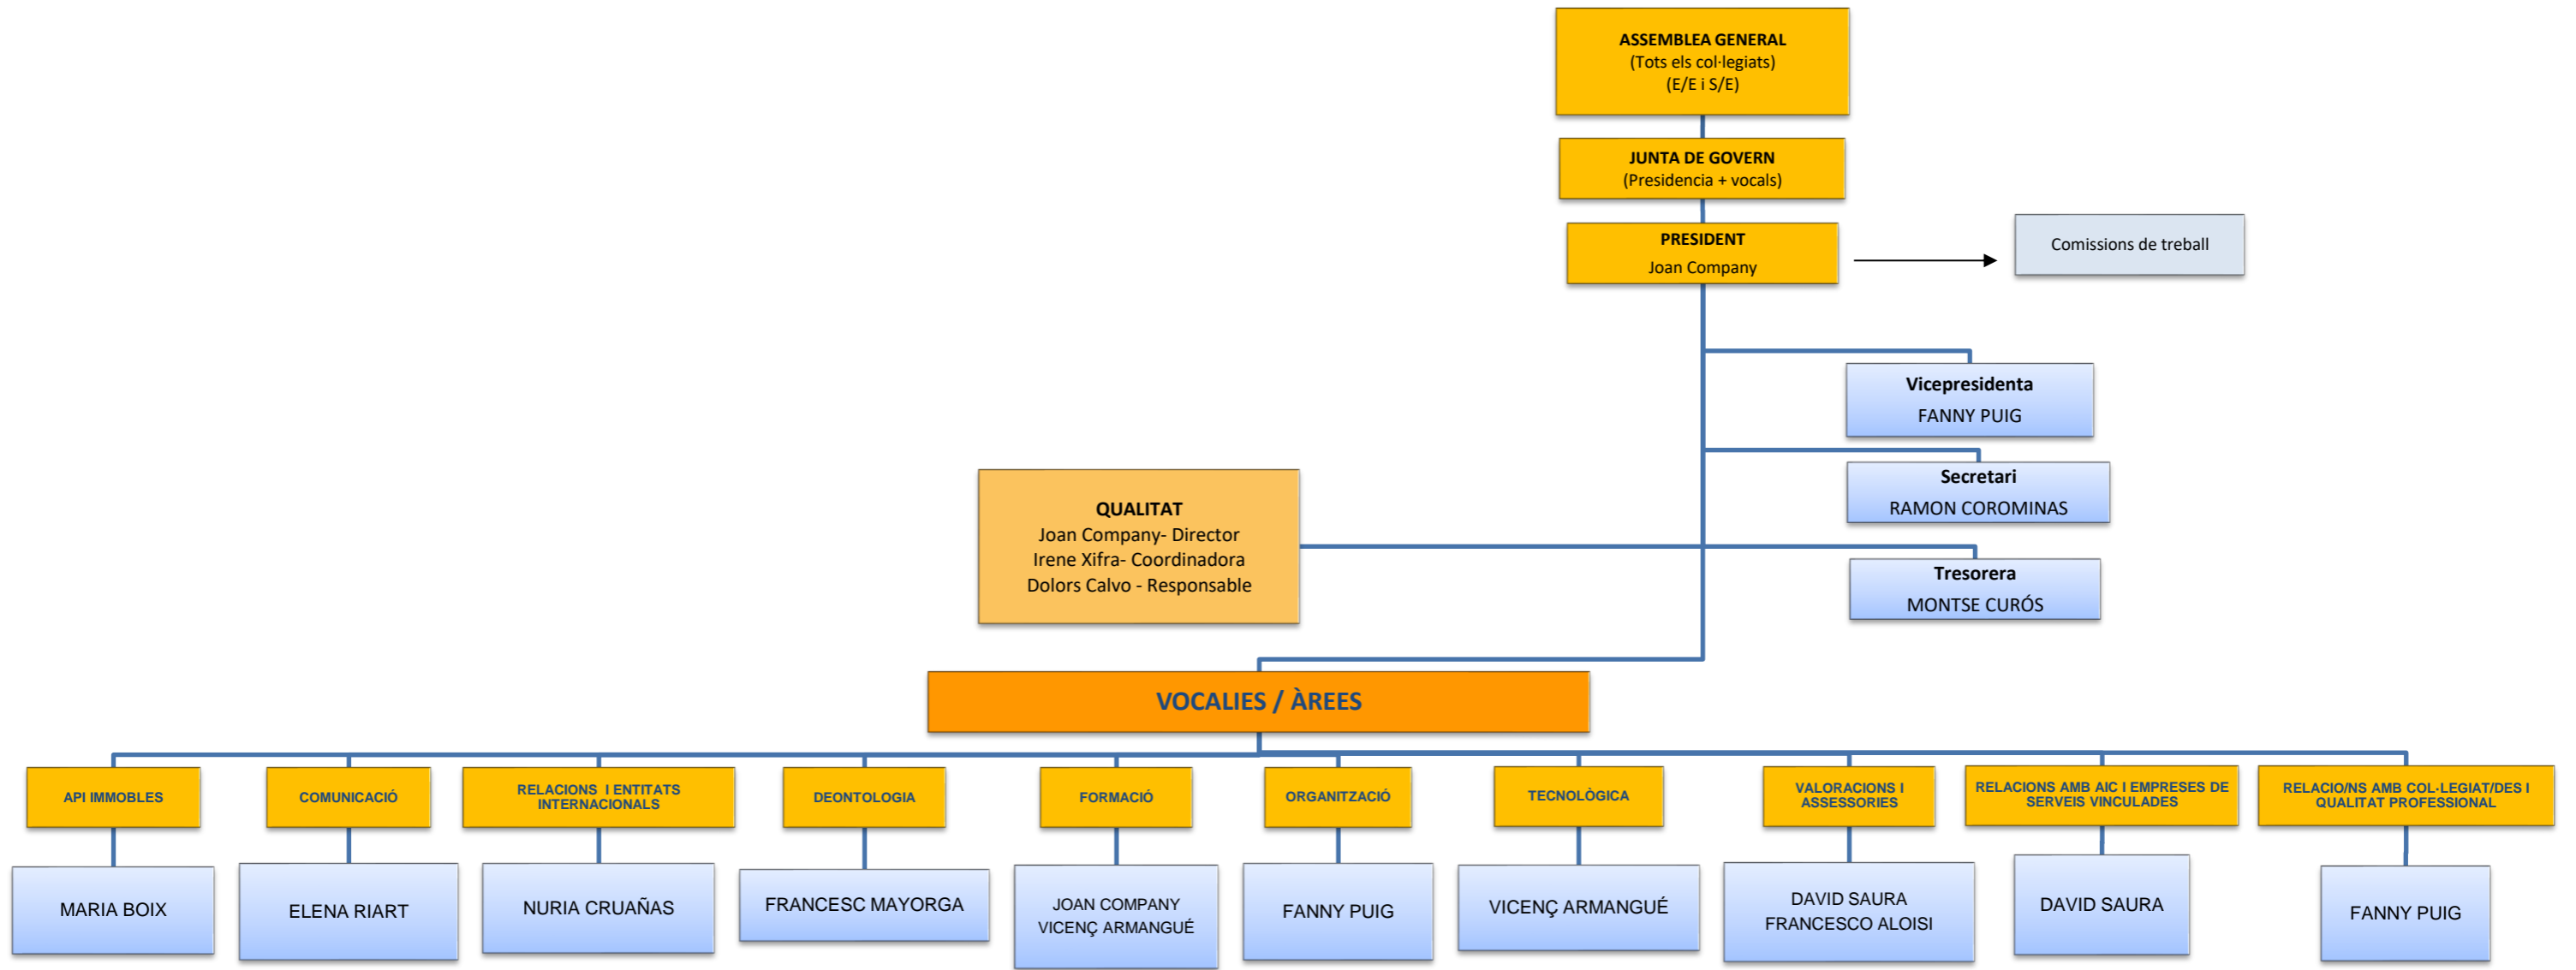 ASSEMBLEA GENERAL
(Tots els col·legiats)
(E/E i S/E)
JUNTA DE GOVERN
(Presidencia + vocals)
PRESIDENT
Joan Company
Comissions de treball
Vicepresidenta
FANNY PUIG
Secretari
RAMON COROMINAS
QUALITAT
Joan Company- Director
Irene Xifra- Coordinadora
Dolors Calvo - Responsable
Tresorera
MONTSE CURÓS
VOCALIES / ÀREES
API IMMOBLES
COMUNICACIÓ
RELACIONS I ENTITATS
INTERNACIONALS
DEONTOLOGIA
FORMACIÓ
ORGANITZACIÓ
TECNOLÒGICA
VALORACIONS I
ASSESSORIES
RELACIONS AMB AIC I EMPRESES DE
SERVEIS VINCULADES
RELACIO/NS AMB COL·LEGIAT/DES I
QUALITAT PROFESSIONAL
MARIA BOIX
ELENA RIART
NURIA CRUAÑAS
FRANCESC MAYORGA
JOAN COMPANY
VICENÇ ARMANGUÉ
FANNY PUIG
VICENÇ ARMANGUÉ
DAVID SAURA
FRANCESCO ALOISI
DAVID SAURA
FANNY PUIG